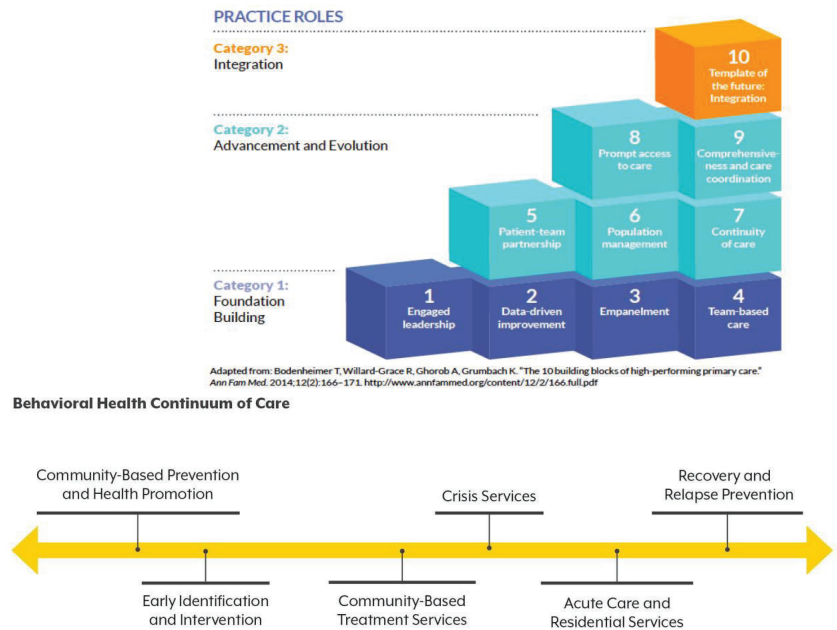 PRACTICE ROLES
Category 3:
Integration
10
Template of
the future:
Integration
Category 2:
Advancement and Evolution
8
Prompt access
to care
9
Comprehensive-
ness and care
coordination
5
Patient-team
partnership
6
Population
management
7
Continuity
of care
Category 1:
Foundation
Building
1
Engaged
leadership
2
Data-driven
improvement
3
Empanelment
4
Team-based
care
Adapted from: Bodenheimer T, Willard-Grace R, Ghorob A, Grumbach K. "The 10 building blocks of high-performing primary care."
Ann Fam Med. 2014;12(2):166–171. http://www.annfammed.org/content/12/2/166.full.pdf
Behavioral Health Continuum of Care
Community-Based Prevention
and Health Promotion
Crisis Services
Recovery and
Relapse Prevention
Early Identification
and Intervention
Community-Based
Treatment Services
Acute Care and
Residential Services